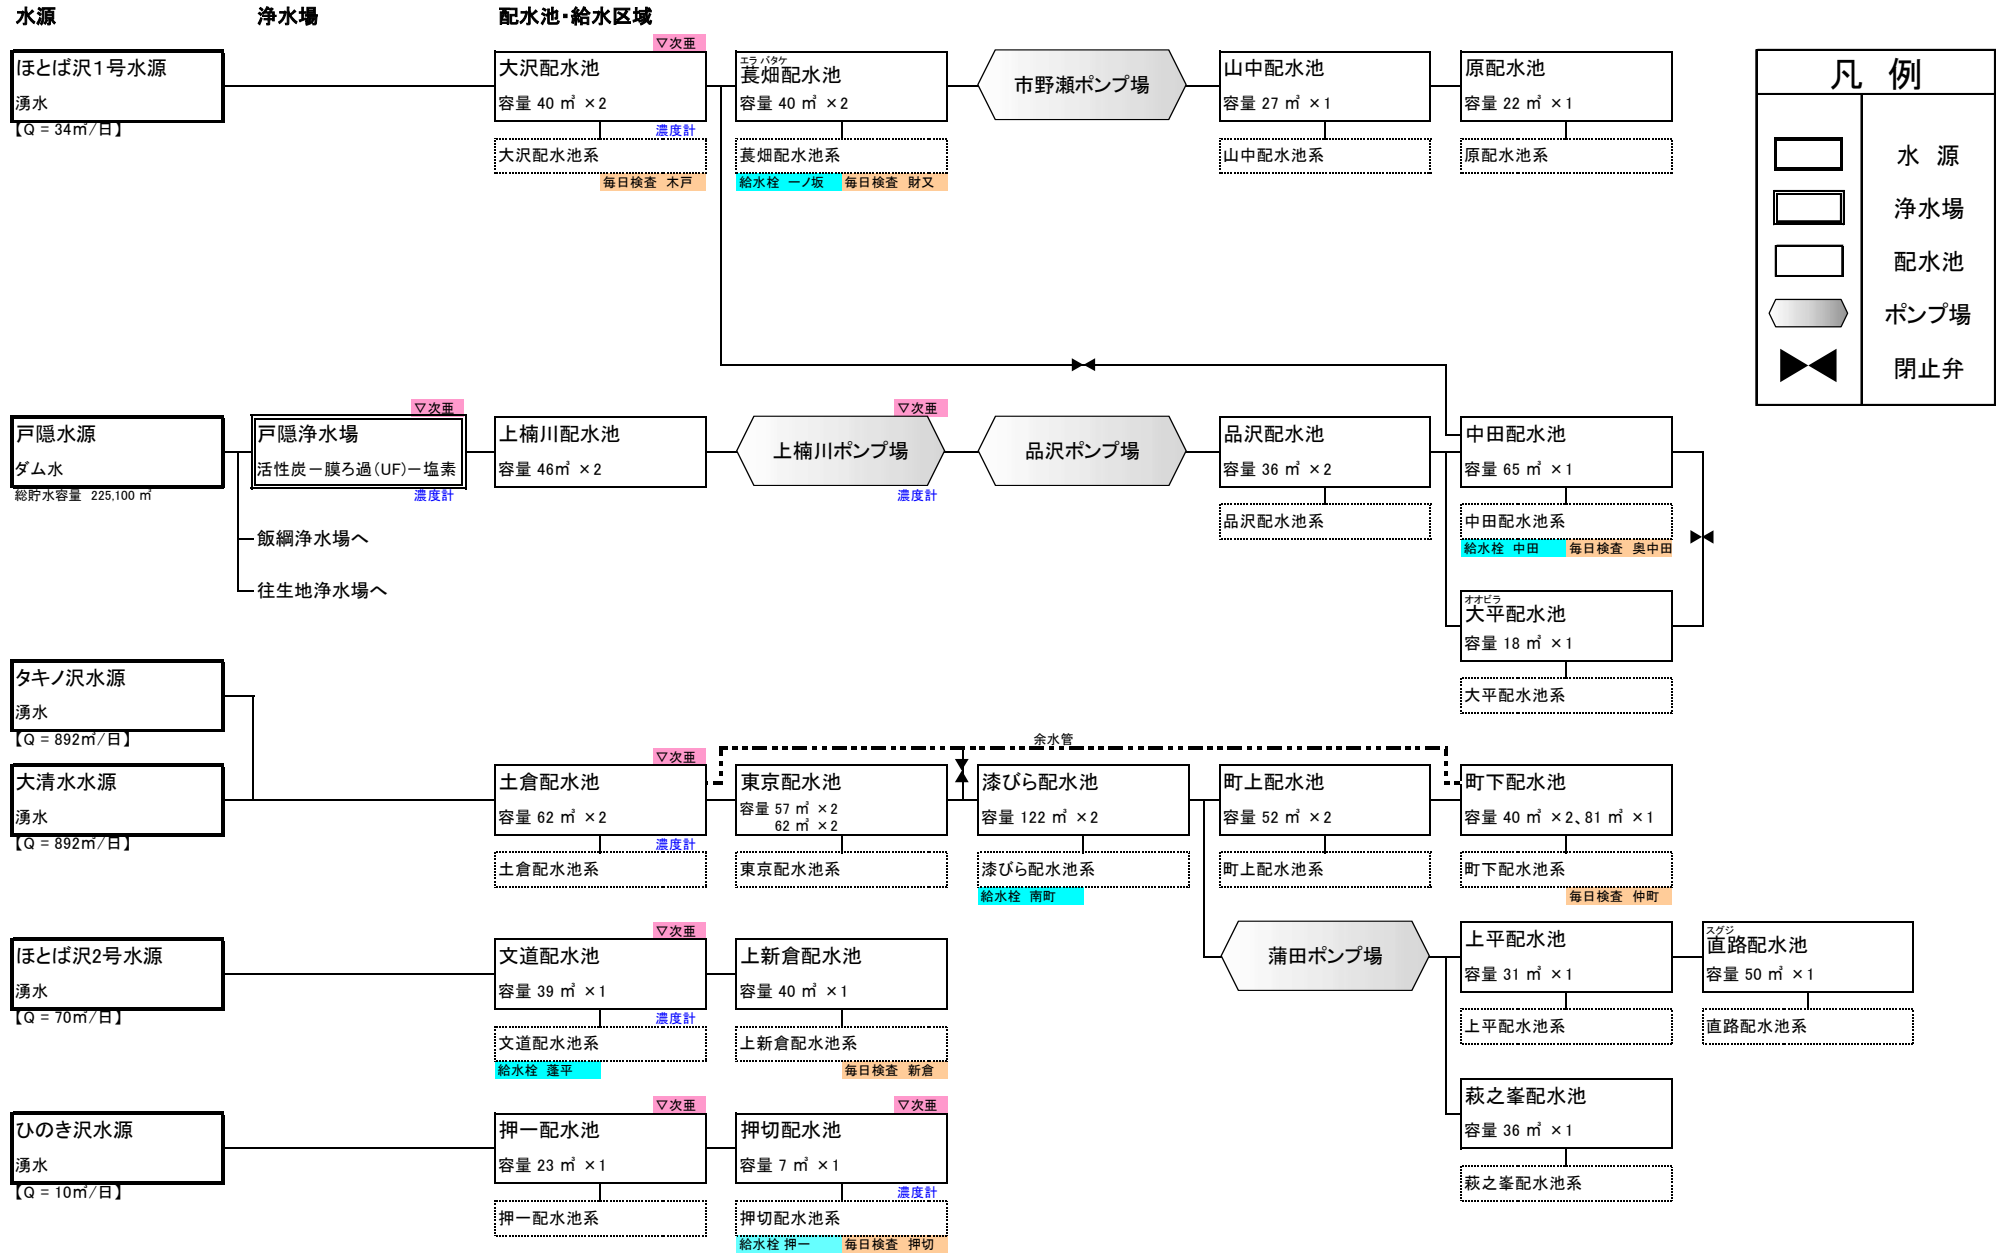 水源
浄水場
配水池・給水区域
凡 例
水 源
浄水場
配水池
ポンプ場
閉止弁
ほとば沢1号水源
湧水
【Q = 34㎥/日】
▽次亜
大沢配水池
容量 40 ㎥ ×2
濃度計
大沢配水池系
毎日検査 木戸
エラバタケ
萇畑配水池
容量 40 ㎥ ×2
萇畑配水池系
給水栓 一ノ坂
毎日検査 財又
市野瀬ポンプ場
山中配水池
容量 27 ㎥ ×1
山中配水池系
原配水池
容量 22 ㎥ ×1
原配水池系
戸隠水源
ダム水
総貯水容量 225,100 ㎥
▽次亜
戸隠浄水場
活性炭ー膜ろ過(UF)ー塩素
濃度計
飯綱浄水場へ
往生地浄水場へ
上楠川配水池
容量 46㎥ ×2
▽次亜
上楠川ポンプ場
濃度計
品沢ポンプ場
品沢配水池
容量 36 ㎥ ×2
品沢配水池系
中田配水池
容量 65 ㎥ ×1
中田配水池系
給水栓 中田
毎日検査 奥中田
オオビラ
大平配水池
容量 18 ㎥ ×1
大平配水池系
タキノ沢水源
湧水
【Q = 892㎥/日】
大清水水源
湧水
【Q = 892㎥/日】
余水管
▽次亜
土倉配水池
容量 62 ㎥ ×2
濃度計
土倉配水池系
東京配水池
容量 57 ㎥ ×2
62 ㎥ ×2
東京配水池系
漆びら配水池
容量 122 ㎥ ×2
漆びら配水池系
給水栓 南町
町上配水池
容量 52 ㎥ ×2
町上配水池系
町下配水池
容量 40 ㎥ ×2、81 ㎥ ×1
町下配水池系
毎日検査 仲町
ほとば沢2号水源
湧水
【Q = 70㎥/日】
▽次亜
文道配水池
容量 39 ㎥ ×1
濃度計
文道配水池系
給水栓 蓬平
上新倉配水池
容量 40 ㎥ ×1
上新倉配水池系
毎日検査 新倉
蒲田ポンプ場
上平配水池
容量 31 ㎥ ×1
上平配水池系
スグジ
直路配水池
容量 50 ㎥ ×1
直路配水池系
萩之峯配水池
容量 36 ㎥ ×1
萩之峯配水池系
ひのき沢水源
湧水
【Q = 10㎥/日】
▽次亜
押一配水池
容量 23 ㎥ ×1
押一配水池系
▽次亜
押切配水池
容量 7 ㎥ ×1
濃度計
押切配水池系
給水栓 押一
毎日検査 押切